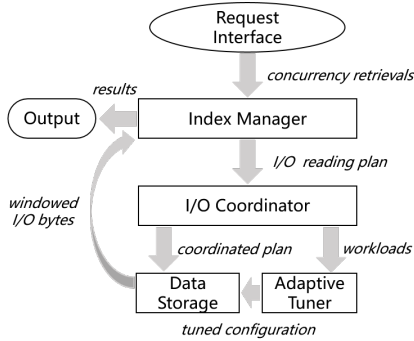 Request
Interface
concurrency retrievals
results
Output
Index Manager
I/O reading plan
windowed
I/O bytes
I/O Coordinator
coordinated plan
workloads
Data
Storage
Adaptive
Tuner
tuned configuration